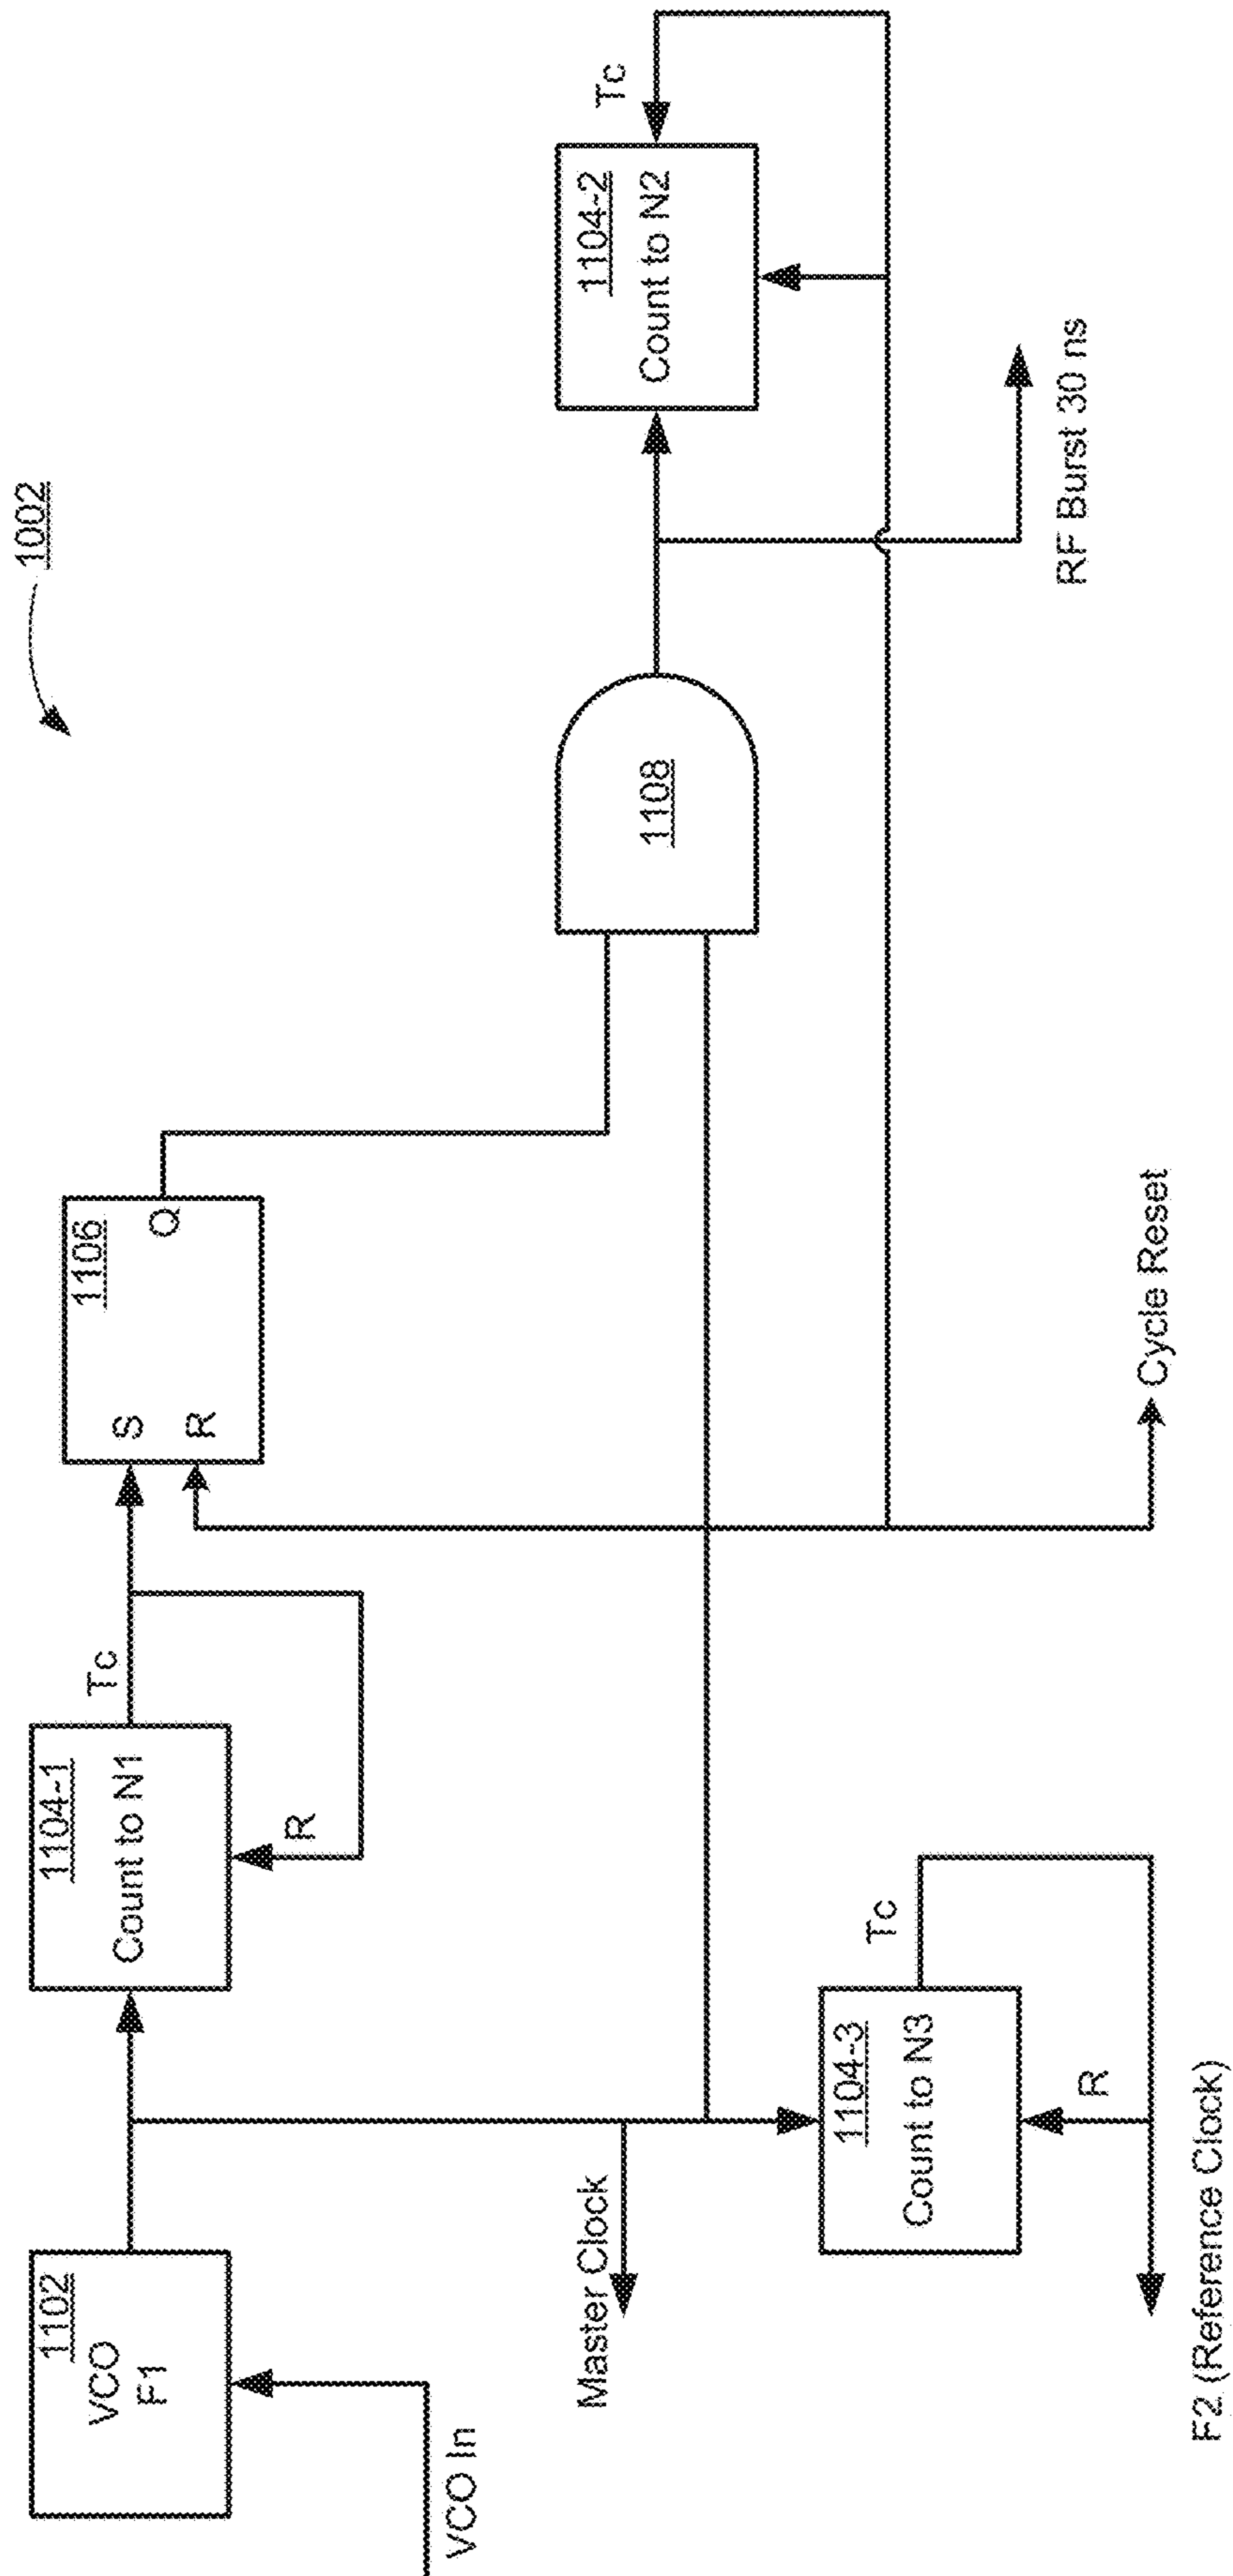 1002
1102
VCO
F1
VCO In
1104-1
Count to N1
Tc
R
1106
S
R
Q
Master Clock
1104-3
Count to N3
Tc
R
F2 (Reference Clock)
1108
1104-2
Count to N2
Tc
RF Burst 30 ns
Cycle Reset